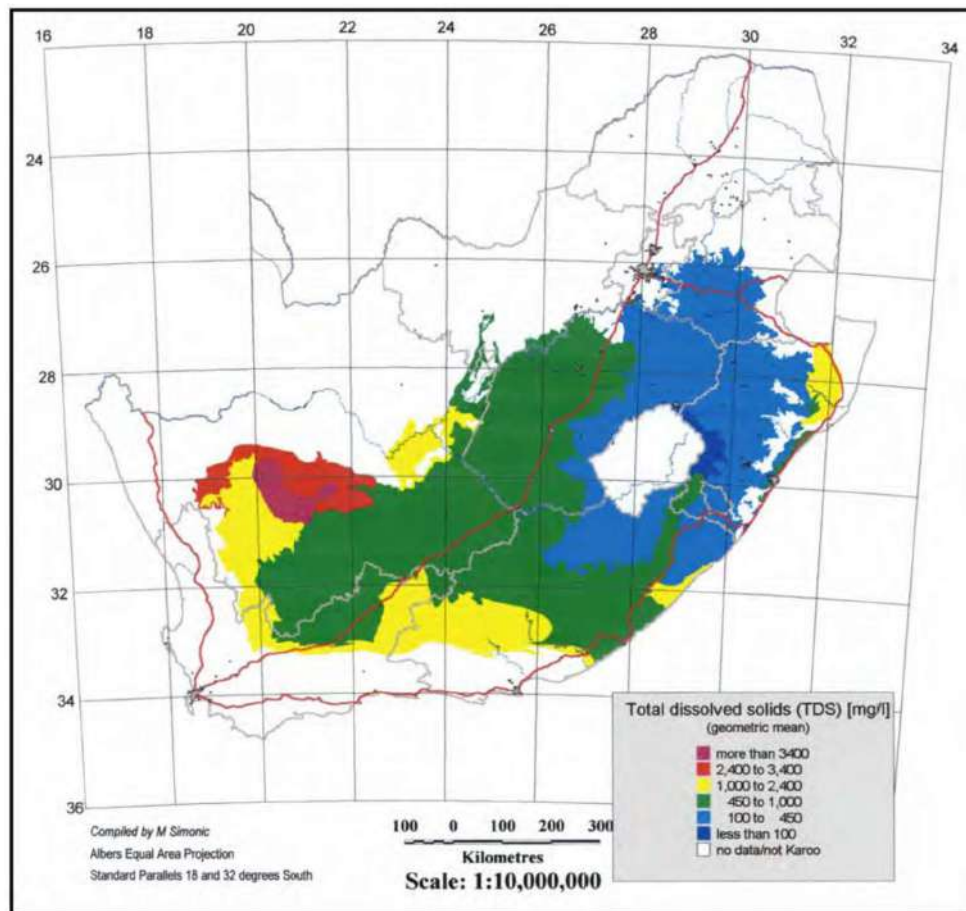 16 18 20 22 24 26 28 30 32 34
24
26
28
30
32
34
36
Total dissolved solids (TDS) [mg/l]
(geometric mean)
more than 3400
2,400 to 3,400
1,000 to 2,400
450 to 1,000
100 to 450
less than 100
no data/not Karoo
Compiled by M Simonic
Albers Equal Area Projection
Standard Parallels 18 and 32 degrees South
100 0 100 200 300
Kilometres
Scale: 1:10,000,000